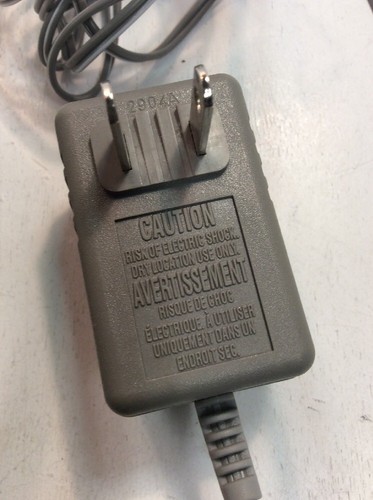 2904A
CAUTION
RISK OF ELECTRIC SHOCK.
DRY LOCATION USE ONLY.
AVERTISSEMENT
RISQUE DE CHOC
ÉLECTRIQUE. À UTILISER
UNIQUEMENT DANS UN
ENDROIT SEC.